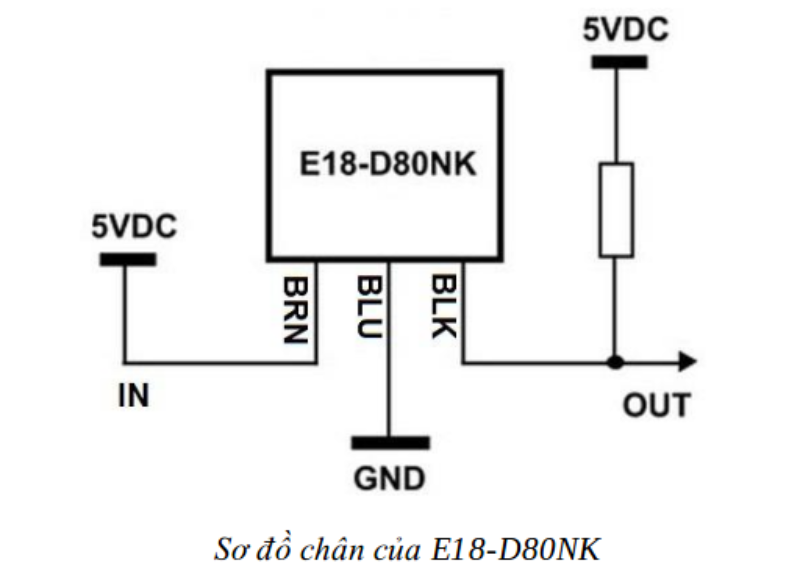 5VDC
E18-D80NK
5VDC
BRN
BLU
BLK
IN
OUT
GND
Sơ đồ chân của E18-D80NK